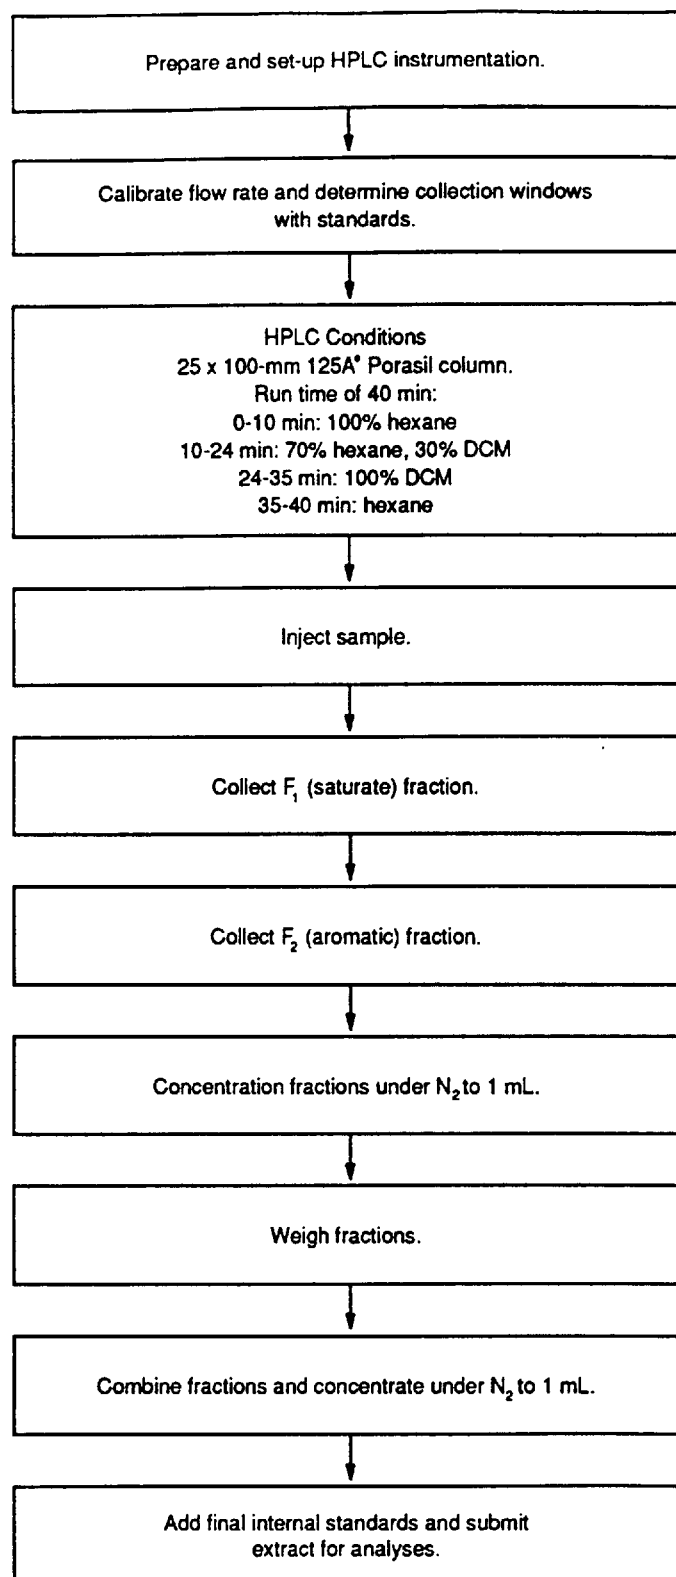 Prepare and set-up HPLC instrumentation.
Calibrate flow rate and determine collection windows
with standards.
HPLC Conditions
25 x 100-mm 125A° Porasil column.
Run time of 40 min:
0-10 min: 100% hexane
10-24 min: 70% hexane, 30% DCM
24-35 min: 100% DCM
35-40 min: hexane
Inject sample.
Collect F₁ (saturate) fraction.
Collect F₂ (aromatic) fraction.
Concentration fractions under N₂ to 1 mL.
Weigh fractions.
Combine fractions and concentrate under N₂ to 1 mL.
Add final internal standards and submit
extract for analyses.